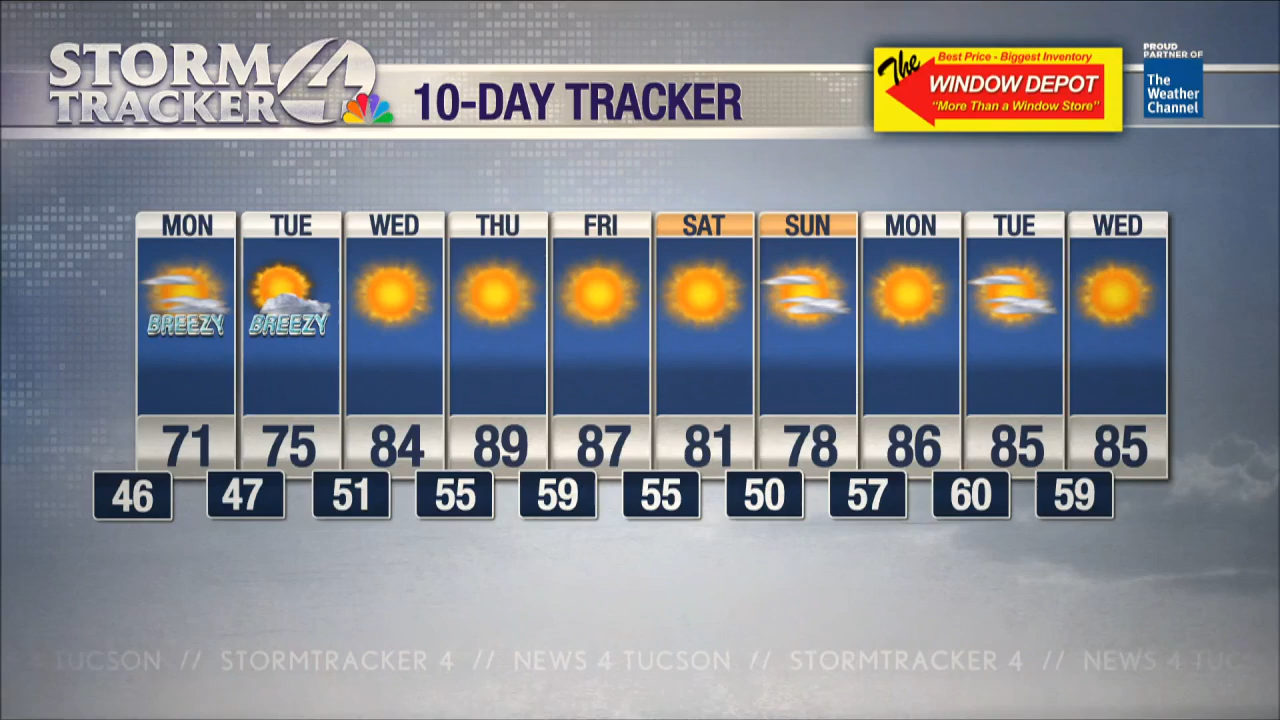 STORM
TRACKER 4
10-DAY TRACKER
The
Best Price - Biggest Inventory
WINDOW DEPOT
"More Than a Window Store"
PROUD
PARTNER OF
The
Weather
Channel
MON TUE WED THU FRI SAT SUN MON TUE WED
BREEZY BREEZY
71 75 84 89 87 81 78 86 85 85
46 47 51 55 59 55 50 57 60 59
TUCSON // STORMTRACKER 4 // NEWS 4 TUCSON // STORMTRACKER 4 // NEWS 4 TUC